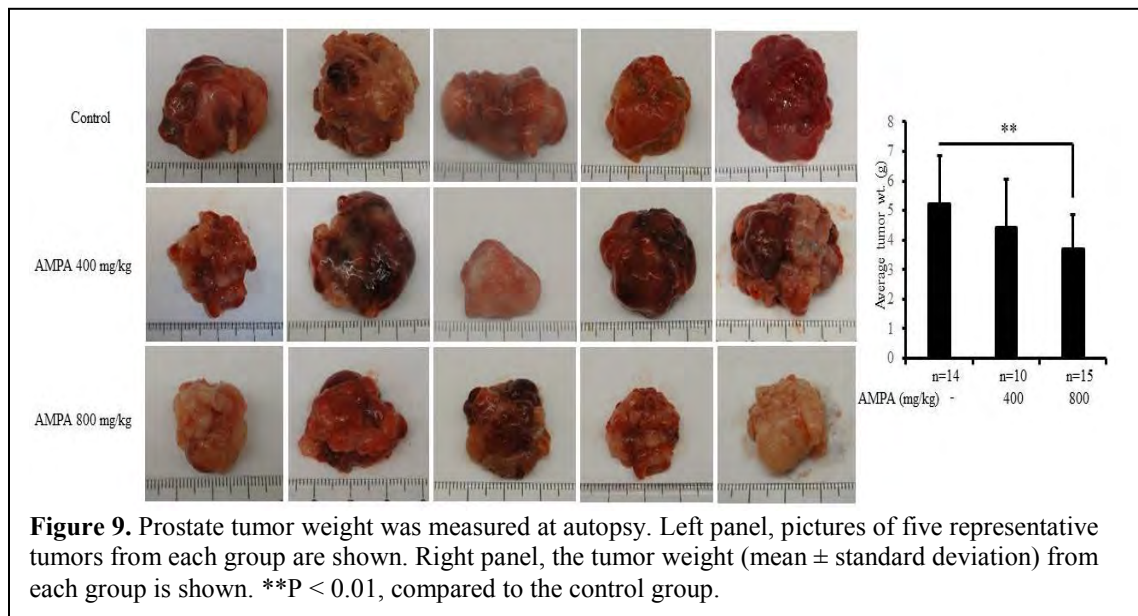 Control
AMPA 400 mg/kg
AMPA 800 mg/kg
Average tumor wt. (g)
8
7
6
5
4
3
2
1
0
**
n=14 n=10 n=15
AMPA (mg/kg) - 400 800
Figure 9. Prostate tumor weight was measured at autopsy. Left panel, pictures of five representative
tumors from each group are shown. Right panel, the tumor weight (mean ± standard deviation) from
each group is shown. **P < 0.01, compared to the control group.